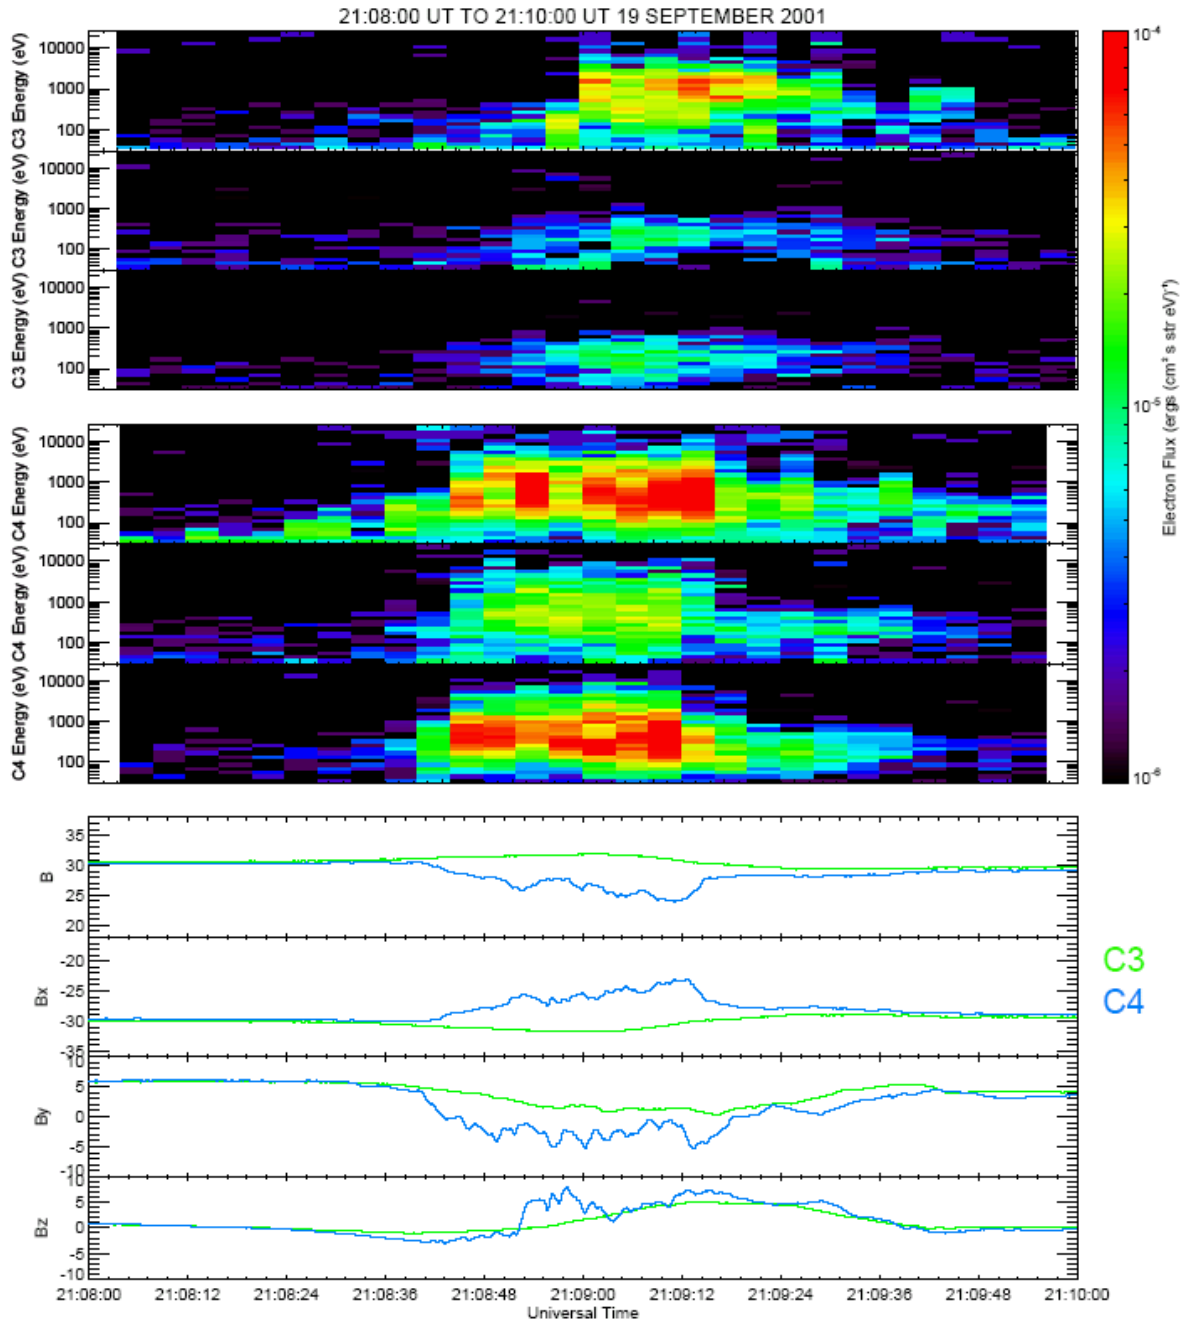 21:08:00 UT TO 21:10:00 UT 19 SEPTEMBER 2001
C3 Energy (eV)
10000
1000
100
C3 Energy (eV)
10000
1000
100
C3 Energy (eV)
10000
1000
100
C4 Energy (eV)
10000
1000
100
C4 Energy (eV)
10000
1000
100
C4 Energy (eV)
10000
1000
100
10⁻⁴
10⁻⁵
10⁻⁶
Electron Flux (ergs (cm² s str eV)⁻¹)
B
35
30
25
20
Bx
-20
-25
-30
-35
By
10
5
0
-5
-10
Bz
10
5
0
-5
-10
C3
C4
21:08:00 21:08:12 21:08:24 21:08:36 21:08:48 21:09:00 21:09:12 21:09:24 21:09:36 21:09:48 21:10:00
Universal Time